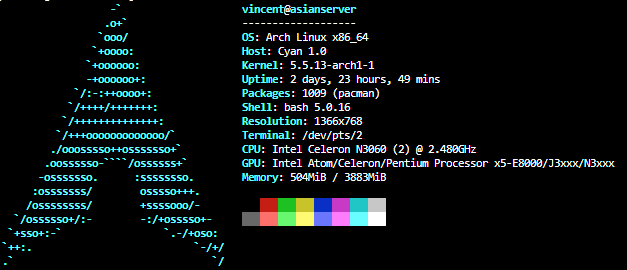 vincent@asianserver
-------------------
OS: Arch Linux x86_64
Host: Cyan 1.0
Kernel: 5.5.13-arch1-1
Uptime: 2 days, 23 hours, 49 mins
Packages: 1009 (pacman)
Shell: bash 5.0.16
Resolution: 1366x768
Terminal: /dev/pts/2
CPU: Intel Celeron N3060 (2) @ 2.480GHz
GPU: Intel Atom/Celeron/Pentium Processor x5-E8000/J3xxx/N3xxx
Memory: 504MiB / 3883MiB